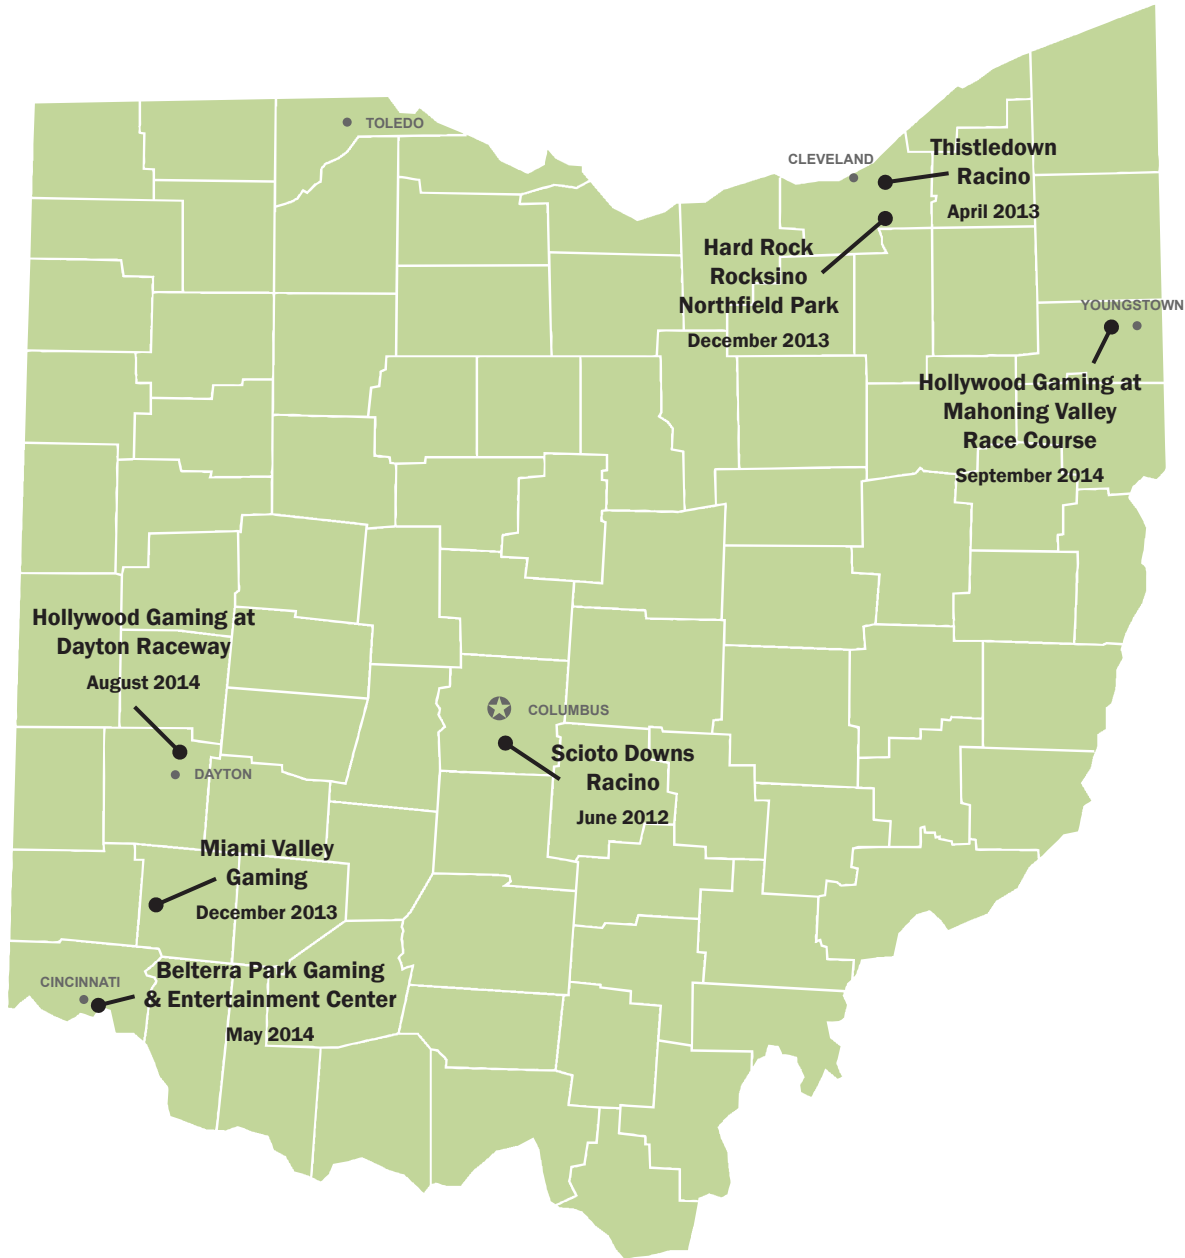 TOLEDO
CLEVELAND
Thistledown
Racino
April 2013
Hard Rock
Rocksino
Northfield Park
December 2013
YOUNGSTOWN
Hollywood Gaming at
Mahoning Valley
Race Course
September 2014
Hollywood Gaming at
Dayton Raceway
August 2014
COLUMBUS
Scioto Downs
Racino
June 2012
DAYTON
Miami Valley
Gaming
December 2013
CINCINNATI
Belterra Park Gaming
& Entertainment Center
May 2014